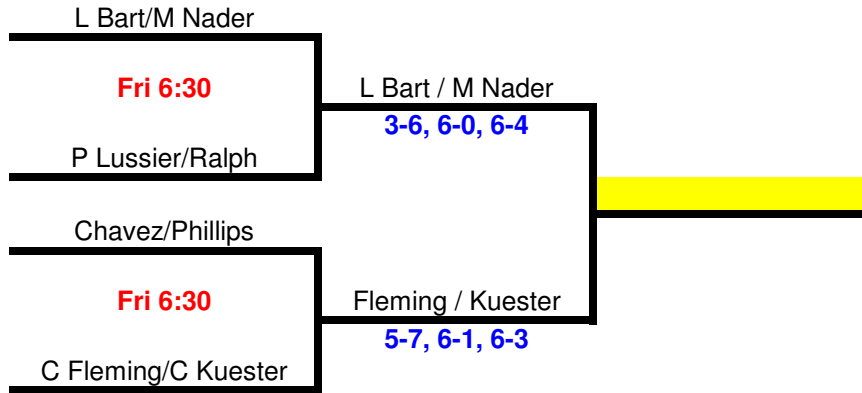 L Bart/M Nader
Fri 6:30
L Bart / M Nader
3-6, 6-0, 6-4
P Lussier/Ralph
Chavez/Phillips
Fri 6:30
Fleming / Kuester
5-7, 6-1, 6-3
C Fleming/C Kuester